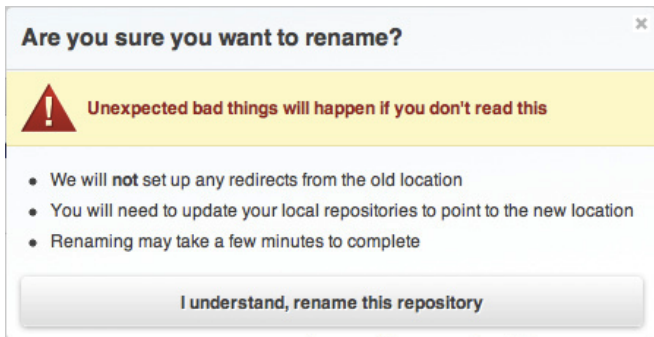 Are you sure you want to rename?
Unexpected bad things will happen if you don't read this
We will not set up any redirects from the old location
You will need to update your local repositories to point to the new location
Renaming may take a few minutes to complete
I understand, rename this repository